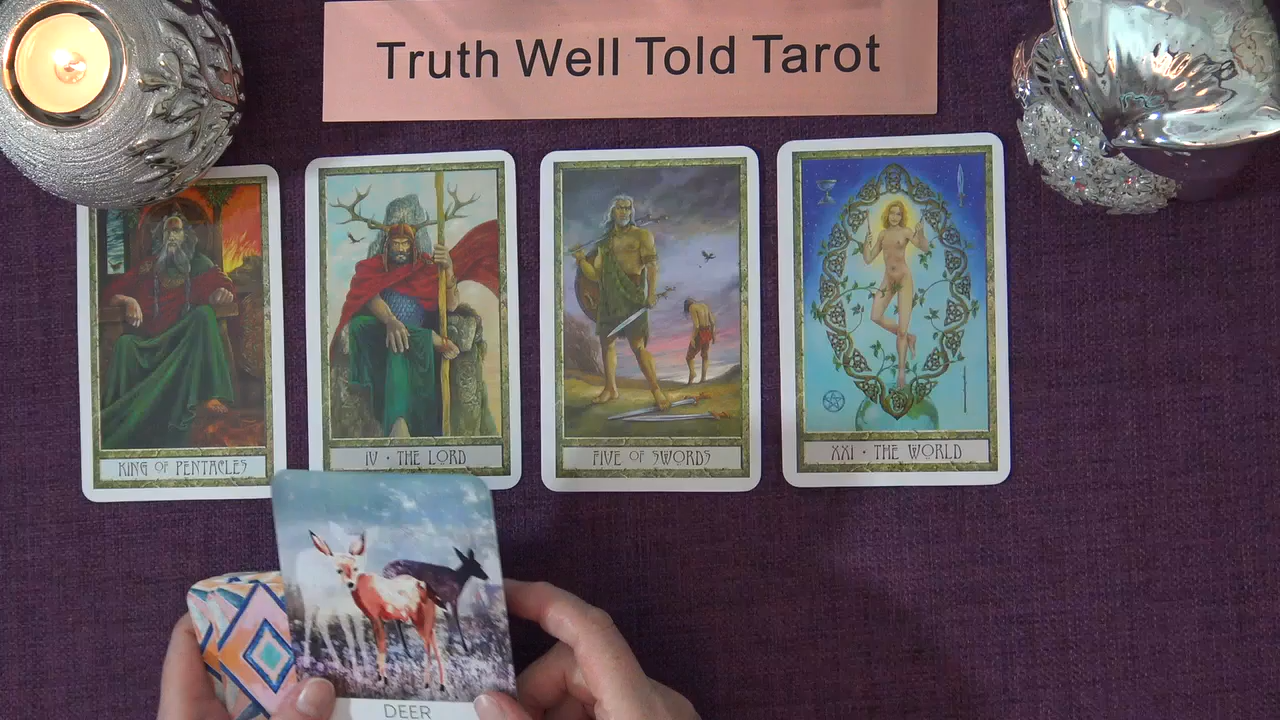 Truth Well Told Tarot
KING OF PENTACLES
IV • THE LORD
FIVE OF SWORDS
XXI • THE WORLD
DEER